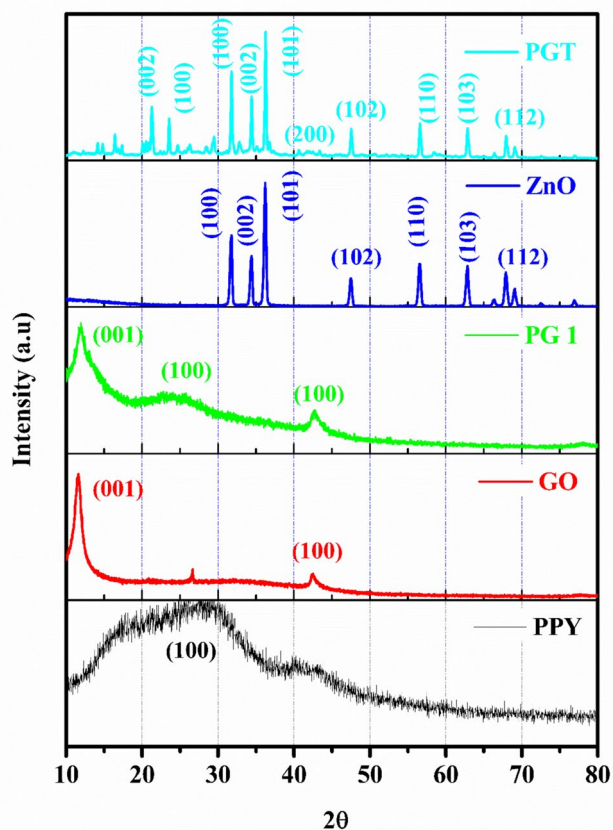 PGT
(002)
(100)
(100)
(002)
(101)
(200)
(102)
(110)
(103)
(112)
ZnO
(100)
(002)
(101)
(102)
(110)
(103)
(112)
PG 1
(001)
(100)
(100)
GO
(001)
(100)
PPY
(100)
Intensity (a.u)
10 20 30 40 50 60 70 80
2θ